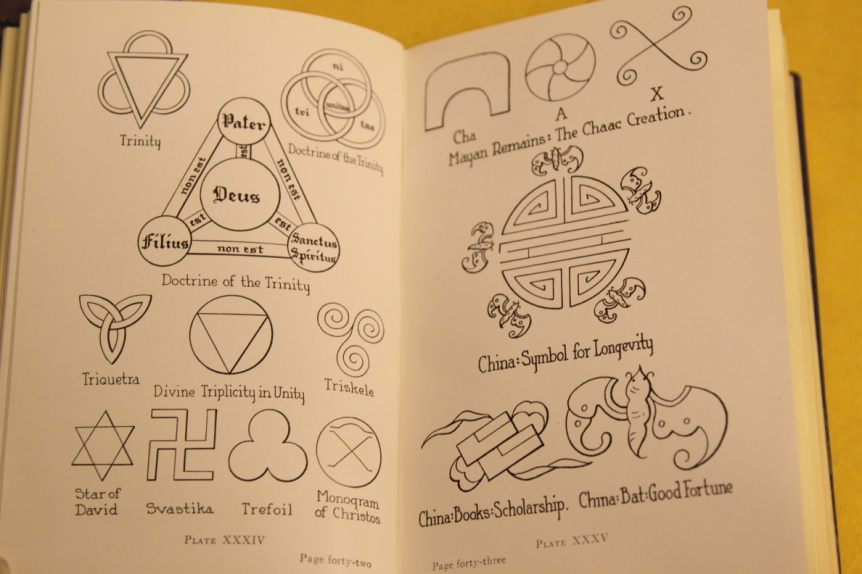 Trinity
ni
tri
unitas
tas
Doctrine of the Trinity
Pater
non est
est
non est
Deus
est
est
Filius
non est
Sanctus
Spiritus
Doctrine of the Trinity
Triquetra
Divine Triplicity in Unity
Triskele
Star of
David
Svastika
Trefoil
Monogram
of Christos
PLATE XXXIV
Page forty-two
Cha
A
X
Mayan Remains: The Chaac Creation.
China: Symbol for Longevity
China: Books: Scholarship.
China: Bat: Good Fortune
PLATE XXXV
Page forty-three